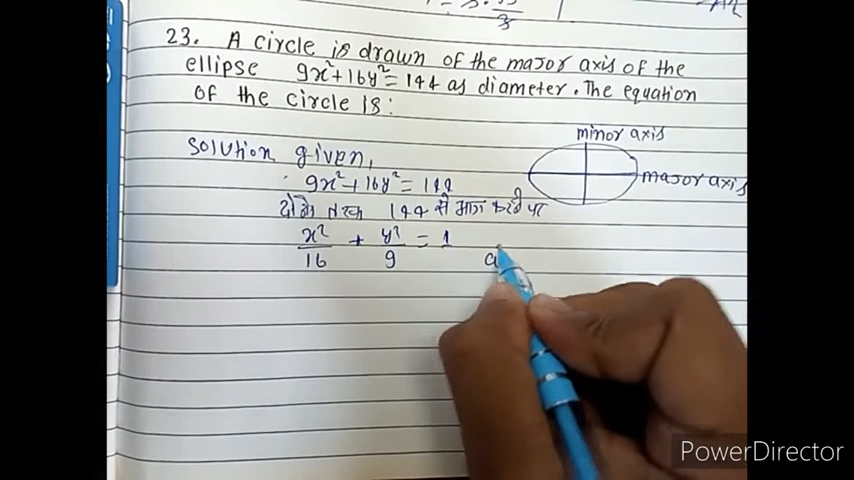 23. A circle is drawn of the major axis of the
ellipse 9x²+16y²=144 as diameter. The equation
of the circle is:
minor axis
major axis
Solution given,
9x²+16y²=144
144 से भाग करने पर
x²/16 + y²/9 = 1
a
PowerDirector